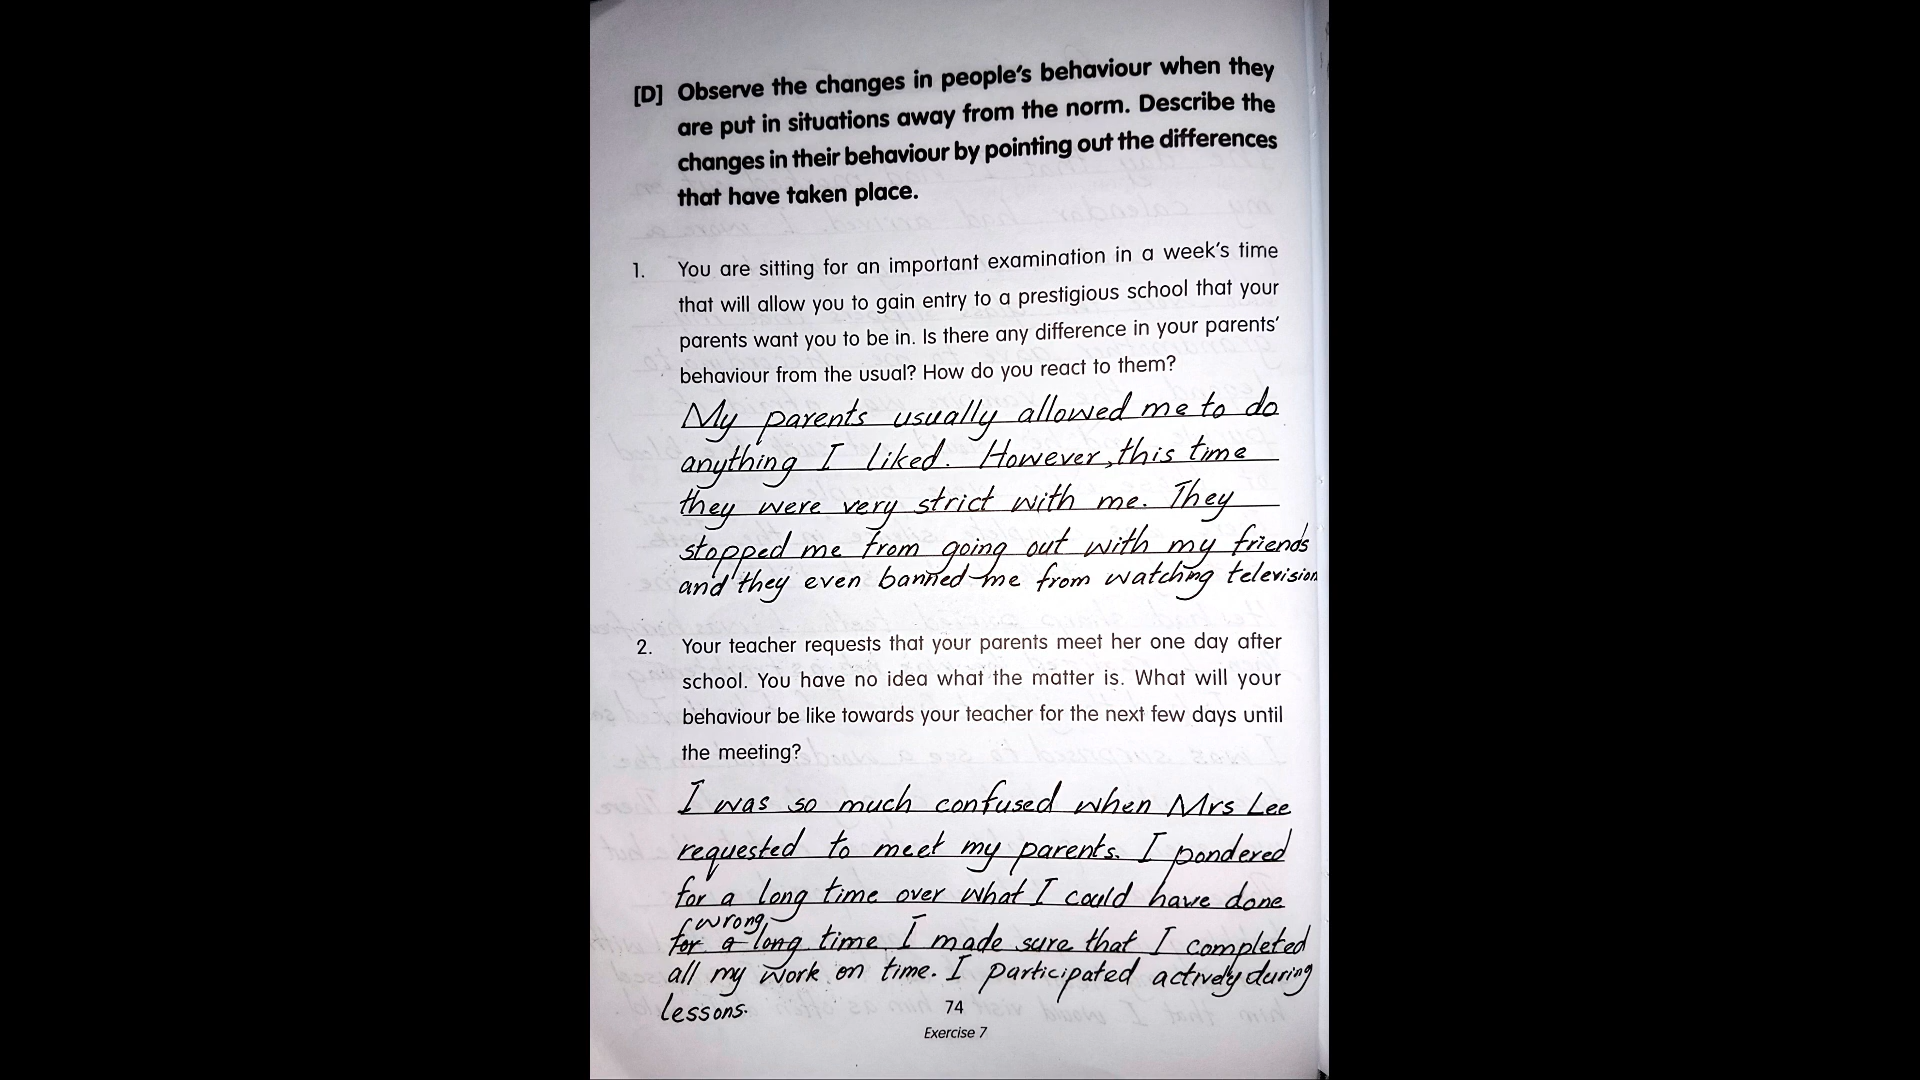 [D] Observe the changes in people's behaviour when they
are put in situations away from the norm. Describe the
changes in their behaviour by pointing out the differences
that have taken place.
1. You are sitting for an important examination in a week's time
that will allow you to gain entry to a prestigious school that your
parents want you to be in. Is there any difference in your parents'
behaviour from the usual? How do you react to them?
My parents usually allowed me to do
anything I liked. However, this time
they were very strict with me. They
stopped me from going out with my friends
and they even banned me from watching television
2. Your teacher requests that your parents meet her one day after
school. You have no idea what the matter is. What will your
behaviour be like towards your teacher for the next few days until
the meeting?
I was so much confused when Mrs Lee
requested to meet my parents. I pondered
for a long time over what I could have done
wrong.
for a long time I made sure that I completed
all my work on time. I participated actively during
lessons.
74
Exercise 7